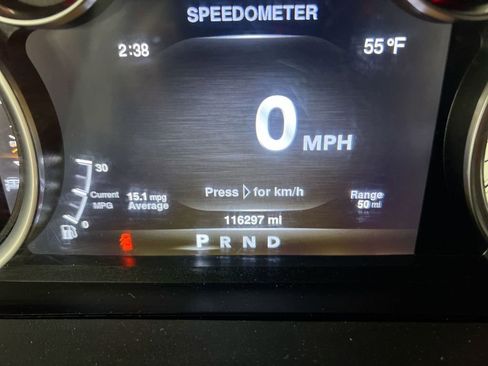 SPEEDOMETER
2:38 55 °F
0 MPH
30
Current MPG
15.1 mpg Average
Press ▷ for km/h
Range 50 mi
0
116297 mi
P R N D